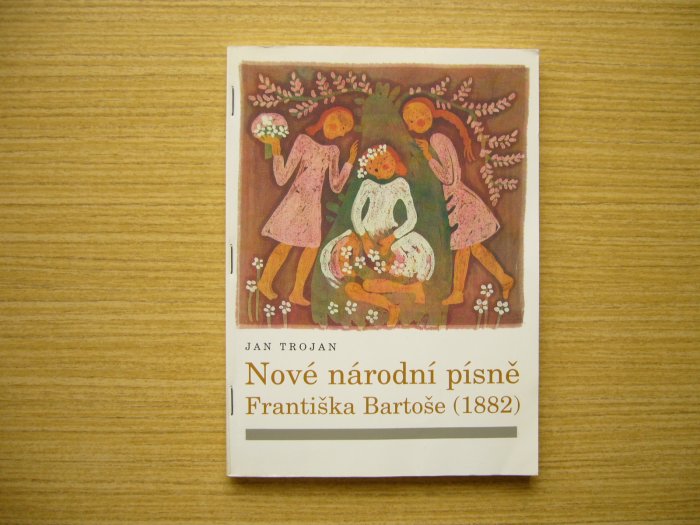 JAN TROJAN
Nové národní písně
Františka Bartoše (1882)